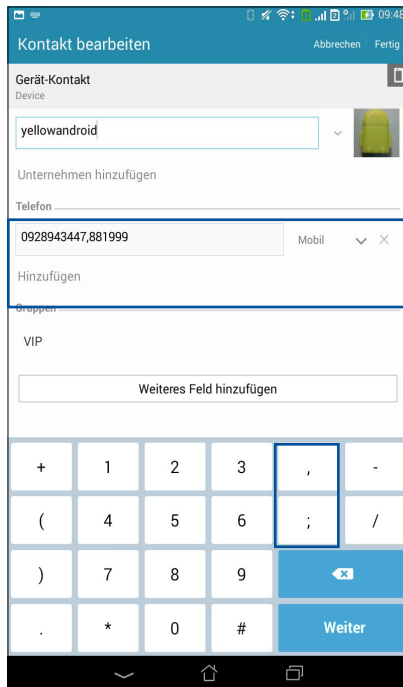 09:48
Kontakt bearbeiten Abbrechen Fertig
Gerät-Kontakt
Device
yellowandroid
Unternehmen hinzufügen
Telefon
0928943447,881999 Mobil
Hinzufügen
Gruppen
VIP
Weiteres Feld hinzufügen
+ 1 2 3 , -
( 4 5 6 ; /
) 7 8 9
. * 0 # Weiter